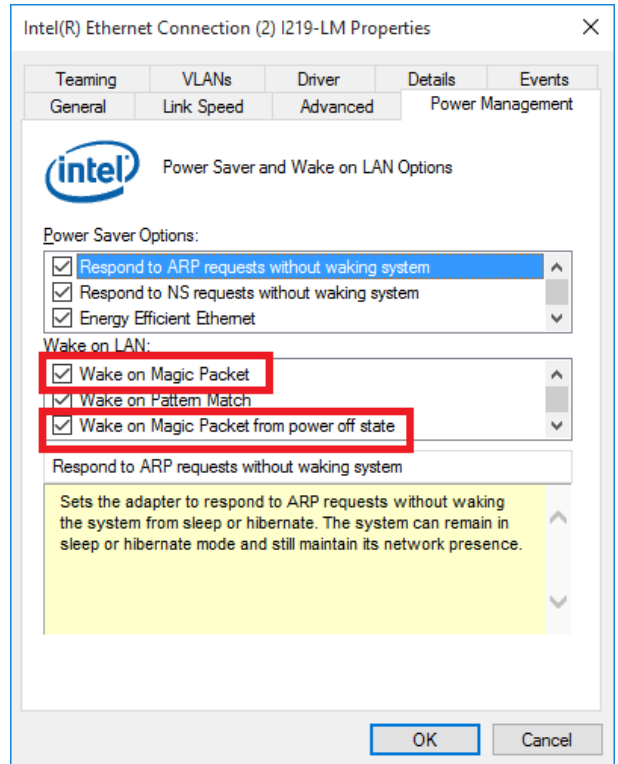 Intel(R) Ethernet Connection (2) I219-LM Properties
Teaming VLANs Driver Details Events
General Link Speed Advanced Power Management
intel Power Saver and Wake on LAN Options
Power Saver Options:
Respond to ARP requests without waking system
Respond to NS requests without waking system
Energy Efficient Ethernet
Wake on LAN:
Wake on Magic Packet
Wake on Pattern Match
Wake on Magic Packet from power off state
Respond to ARP requests without waking system
Sets the adapter to respond to ARP requests without waking
the system from sleep or hibernate. The system can remain in
sleep or hibernate mode and still maintain its network presence.
OK Cancel